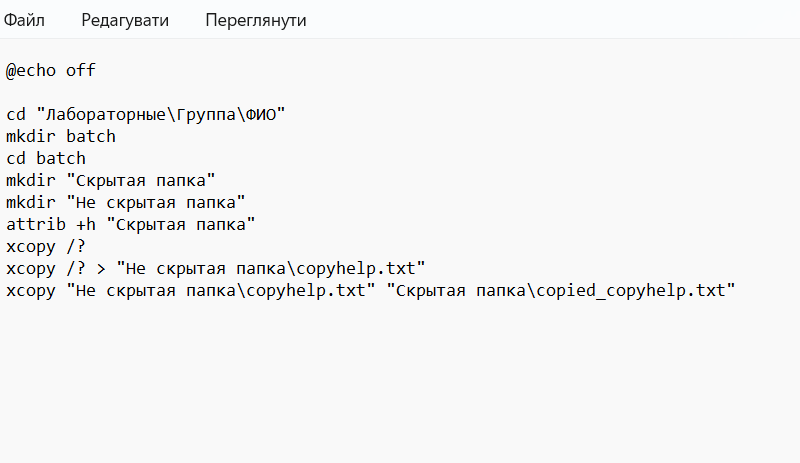 Файл Редагувати Переглянути
@echo off
cd "Лабораторные\Группа\ФИО"
mkdir batch
cd batch
mkdir "Скрытая папка"
mkdir "Не скрытая папка"
attrib +h "Скрытая папка"
xcopy /?
xcopy /? > "Не скрытая папка\copyhelp.txt"
xcopy "Не скрытая папка\copyhelp.txt" "Скрытая папка\copied_copyhelp.txt"